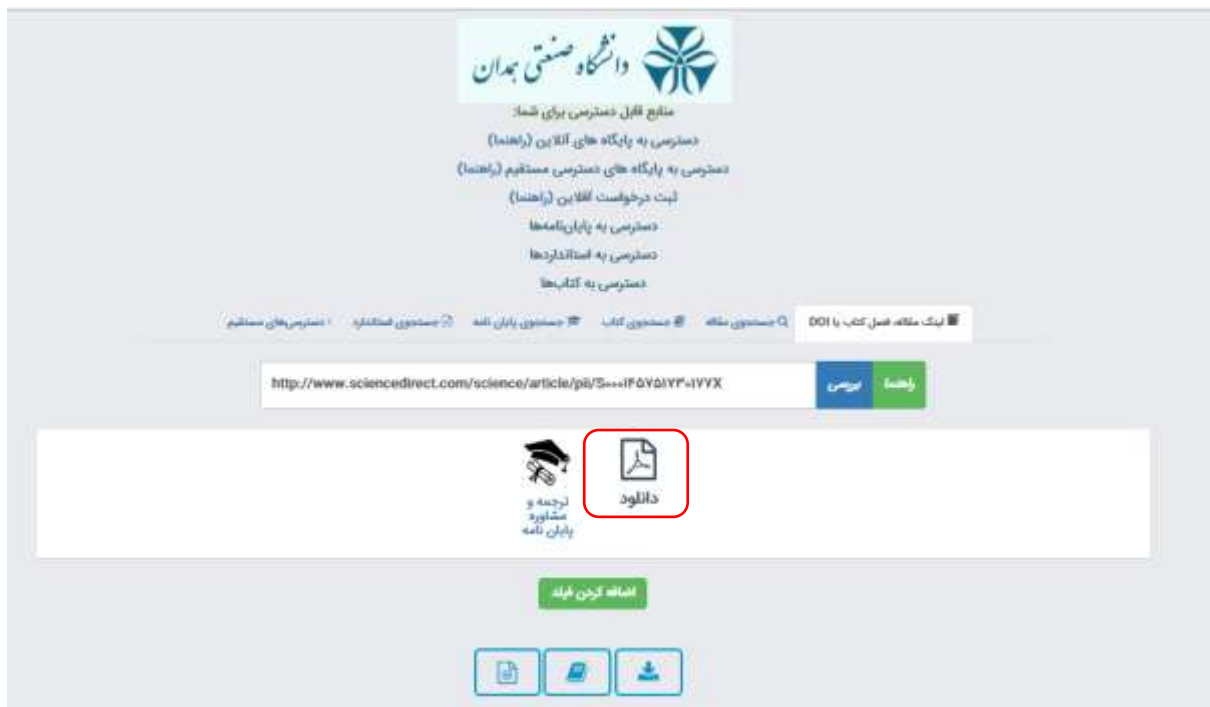 دانشگاه صنعتی همدان
منابع قابل دسترسی برای شما:
دسترسی به پایگاه های آنلاین (راهنما)
دسترسی به پایگاه های دسترسی مستقیم (راهنما)
ثبت درخواست آفلاین (راهنما)
دسترسی به پایان‌نامه‌ها
دسترسی به استانداردها
دسترسی به کتاب‌ها
لینک مقاله، فصل کتاب یا DOI جستجوی مقاله جستجوی کتاب جستجوی پایان نامه جستجوی استاندارد دسترسی‌های مستقیم
راهنما بررسی http://www.sciencedirect.com/science/article/pii/S۰۰۰۱۴۵۷۵۱۷۳۰۱۷۷X
دانلود
ترجمه و
مشاوره
پایان نامه
اضافه کردن فیلد